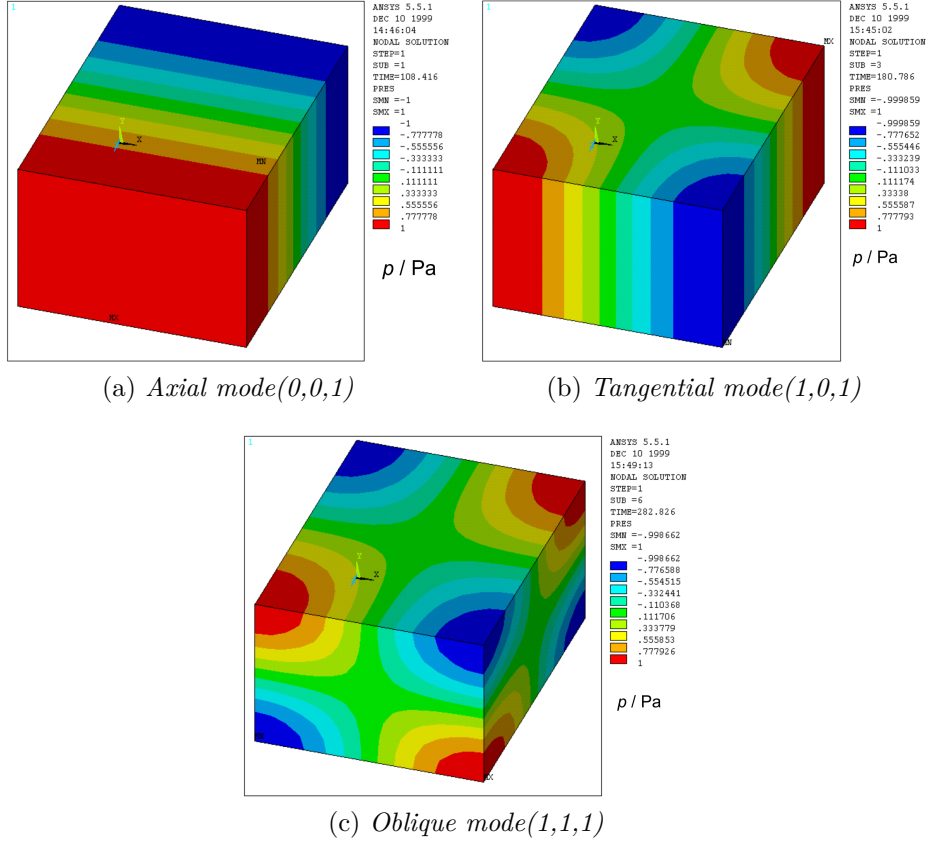 1
ANSYS 5.5.1
DEC 10 1999
14:46:04
NODAL SOLUTION
STEP=1
SUB =1
TIME=108.416
PRES
SMN =-1
SMX =1
-1
-.777778
-.555556
-.333333
-.111111
.111111
.333333
.555556
.777778
1
p / Pa
Y
X
MN
MX
(a) Axial mode(0,0,1)
1
ANSYS 5.5.1
DEC 10 1999
15:45:02
NODAL SOLUTION
STEP=1
SUB =3
TIME=180.786
PRES
SMN =-.999859
SMX =1
-.999859
-.777652
-.555446
-.333239
-.111033
.111174
.33338
.555587
.777793
1
p / Pa
MX
Y
X
MN
(b) Tangential mode(1,0,1)
1
ANSYS 5.5.1
DEC 10 1999
15:49:13
NODAL SOLUTION
STEP=1
SUB =6
TIME=282.826
PRES
SMN =-.998662
SMX =1
-.998662
-.776588
-.554515
-.332441
-.110368
.111706
.333779
.555853
.777926
1
p / Pa
Y
X
MN
MX
(c) Oblique mode(1,1,1)